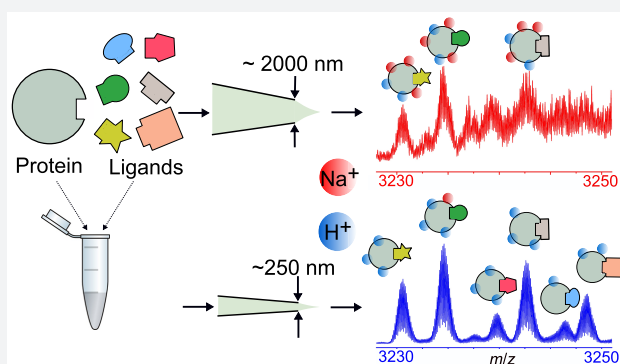 ~ 2000 nm
Protein
Ligands
Na+
3230
3250
H+
~250 nm
3230
m/z
3250